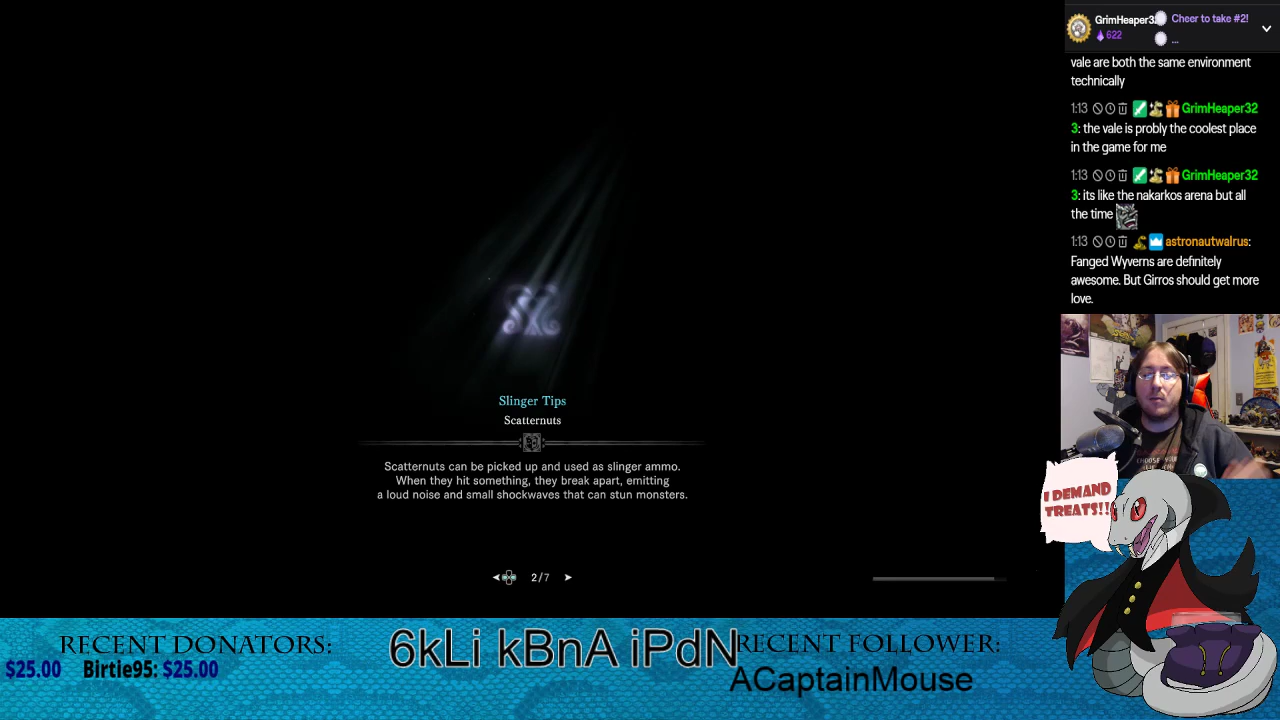 GrimHeaper3
Cheer to take #2!
622
...
vale are both the same environment
technically
1:13 GrimHeaper32
3: the vale is probly the coolest place
in the game for me
1:13 GrimHeaper32
3: its like the nakarkos arena but all
the time
1:13 astronautwalrus:
Fanged Wyverns are definitely
awesome. But Girros should get more
love.
Slinger Tips
Scatternuts
Scatternuts can be picked up and used as slinger ammo.
When they hit something, they break apart, emitting
a loud noise and small shockwaves that can stun monsters.
2/7
I DEMAND
TREATS!!
RECENT DONATORS:
$25.00 Birtie95: $25.00
6kLi kBnA iPdN
RECENT FOLLOWER:
ACaptainMouse